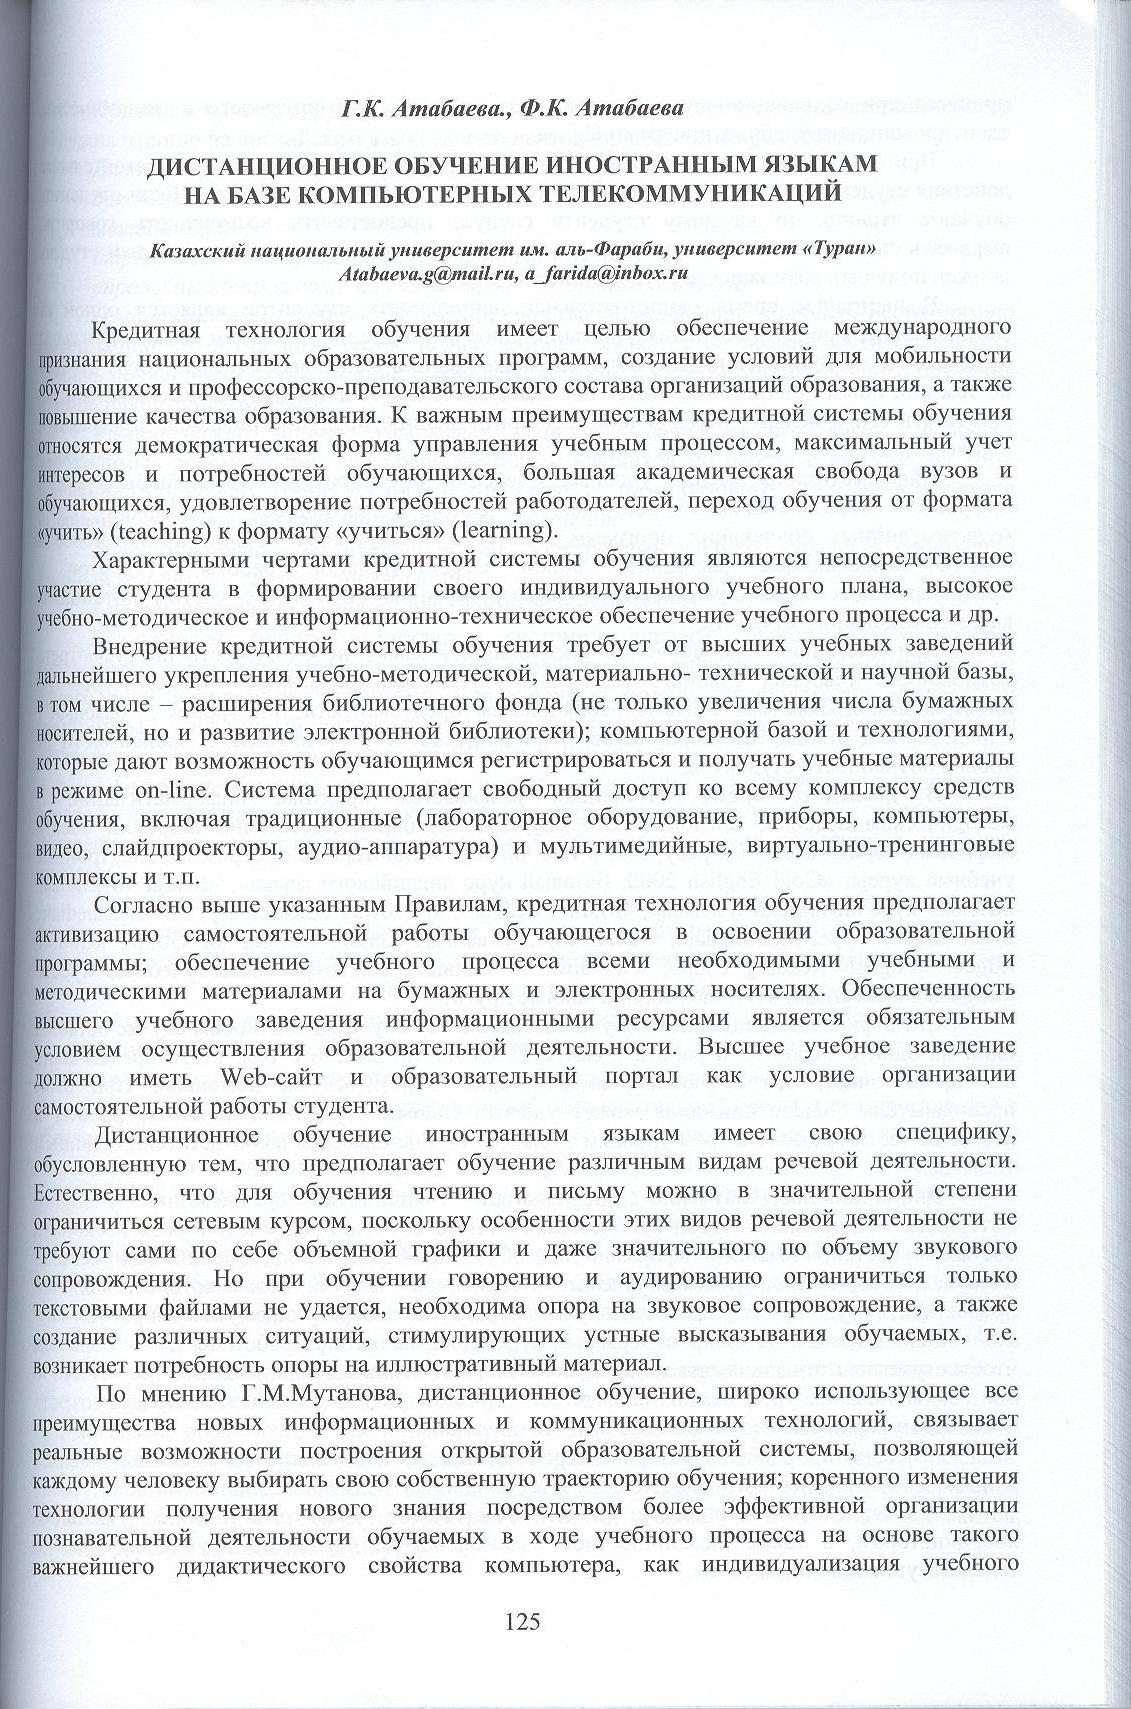 Г.К. Атабаева., Ф.К. Атабаева
ДИСТАНЦИОННОЕ ОБУЧЕНИЕ ИНОСТРАННЫМ ЯЗЫКАМ
НА БАЗЕ КОМПЬЮТЕРНЫХ ТЕЛЕКОММУНИКАЦИЙ
Казахский национальный университет им. аль-Фараби, университет «Туран»
Atabaeva.g@mail.ru, a_farida@inbox.ru
Кредитная технология обучения имеет целью обеспечение международного
признания национальных образовательных программ, создание условий для мобильности
обучающихся и профессорско-преподавательского состава организаций образования, а также
повышение качества образования. К важным преимуществам кредитной системы обучения
относятся демократическая форма управления учебным процессом, максимальный учет
интересов и потребностей обучающихся, большая академическая свобода вузов и
обучающихся, удовлетворение потребностей работодателей, переход обучения от формата
«учить» (teaching) к формату «учиться» (learning).
Характерными чертами кредитной системы обучения являются непосредственное
участие студента в формировании своего индивидуального учебного плана, высокое
учебно-методическое и информационно-техническое обеспечение учебного процесса и др.
Внедрение кредитной системы обучения требует от высших учебных заведений
дальнейшего укрепления учебно-методической, материально- технической и научной базы,
в том числе – расширения библиотечного фонда (не только увеличения числа бумажных
носителей, но и развитие электронной библиотеки); компьютерной базой и технологиями,
которые дают возможность обучающимся регистрироваться и получать учебные материалы
в режиме on-line. Система предполагает свободный доступ ко всему комплексу средств
обучения, включая традиционные (лабораторное оборудование, приборы, компьютеры,
видео, слайдпроекторы, аудио-аппаратура) и мультимедийные, виртуально-тренинговые
комплексы и т.п.
Согласно выше указанным Правилам, кредитная технология обучения предполагает
активизацию самостоятельной работы обучающегося в освоении образовательной
программы; обеспечение учебного процесса всеми необходимыми учебными и
методическими материалами на бумажных и электронных носителях. Обеспеченность
высшего учебного заведения информационными ресурсами является обязательным
условием осуществления образовательной деятельности. Высшее учебное заведение
должно иметь Web-сайт и образовательный портал как условие организации
самостоятельной работы студента.
Дистанционное обучение иностранным языкам имеет свою специфику,
обусловленную тем, что предполагает обучение различным видам речевой деятельности.
Естественно, что для обучения чтению и письму можно в значительной степени
ограничиться сетевым курсом, поскольку особенности этих видов речевой деятельности не
требуют сами по себе объемной графики и даже значительного по объему звукового
сопровождения. Но при обучении говорению и аудированию ограничиться только
текстовыми файлами не удается, необходима опора на звуковое сопровождение, а также
создание различных ситуаций, стимулирующих устные высказывания обучаемых, т.е.
возникает потребность опоры на иллюстративный материал.
По мнению Г.М.Мутанова, дистанционное обучение, широко использующее все
преимущества новых информационных и коммуникационных технологий, связывает
реальные возможности построения открытой образовательной системы, позволяющей
каждому человеку выбирать свою собственную траекторию обучения; коренного изменения
технологии получения нового знания посредством более эффективной организации
познавательной деятельности обучаемых в ходе учебного процесса на основе такого
важнейшего дидактического свойства компьютера, как индивидуализация учебного
125